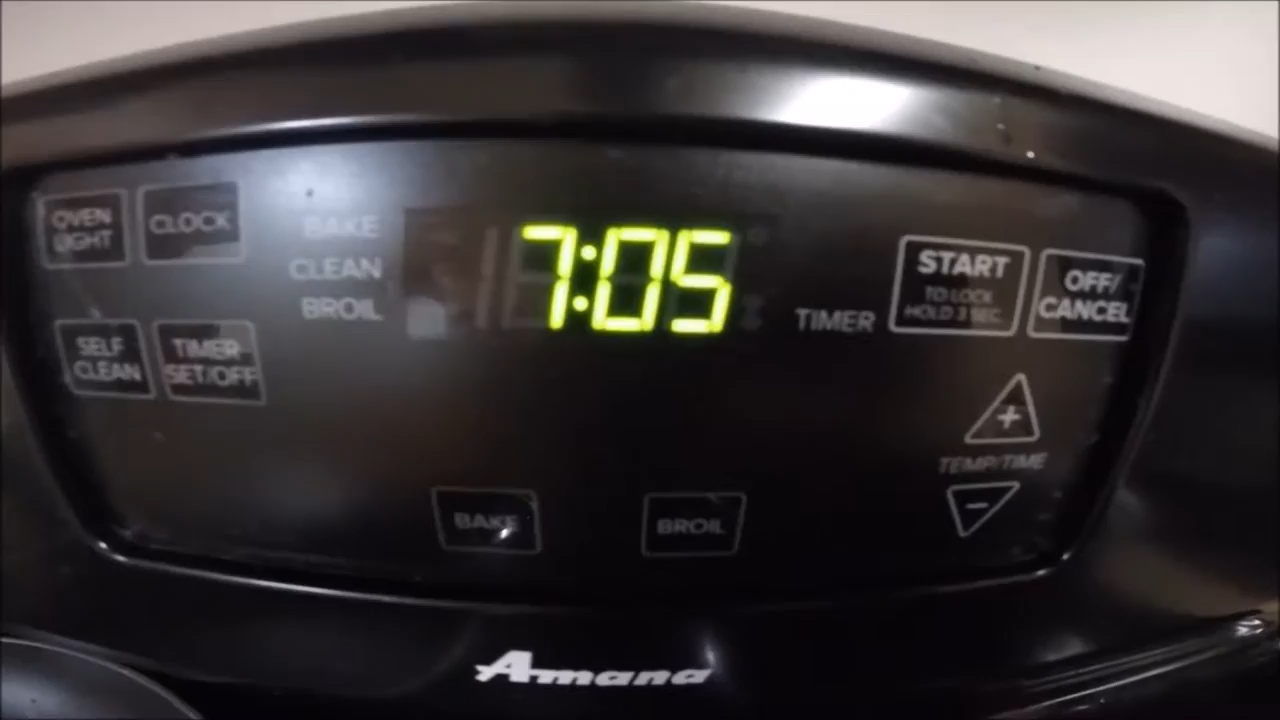 OVEN
LIGHT
CLOCK
BAKE
CLEAN
BROIL
7:05
TIMER
START
TO LOCK
HOLD 3 SEC
OFF/
CANCEL
SELF
CLEAN
TIMER
SET/OFF
+
TEMP/TIME
-
BAKE
BROIL
Amana